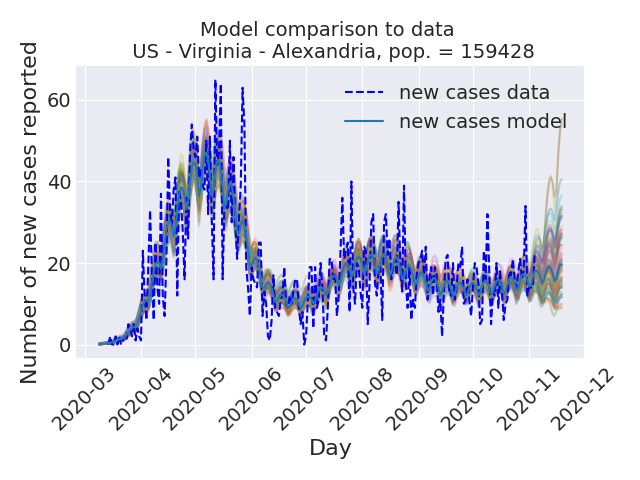 Model comparison to data
US - Virginia - Alexandria, pop. = 159428
Number of new cases reported
60
40
20
0
new cases data
new cases model
2020-03
2020-04
2020-05
2020-06
2020-07
2020-08
2020-09
2020-10
2020-11
2020-12
Day